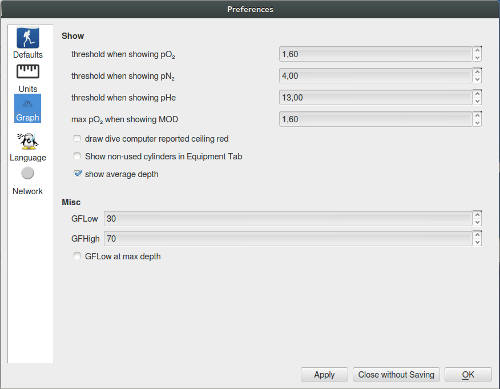 Preferences
Defaults
Units
Graph
Language
Network
Show
threshold when showing pO₂ 1,60
threshold when showing pN₂ 4,00
threshold when showing pHe 13,00
max pO₂ when showing MOD 1,60
draw dive computer reported ceiling red
Show non-used cylinders in Equipment Tab
show average depth
Misc
GFLow 30
GFHigh 70
GFLow at max depth
Apply Close without Saving OK